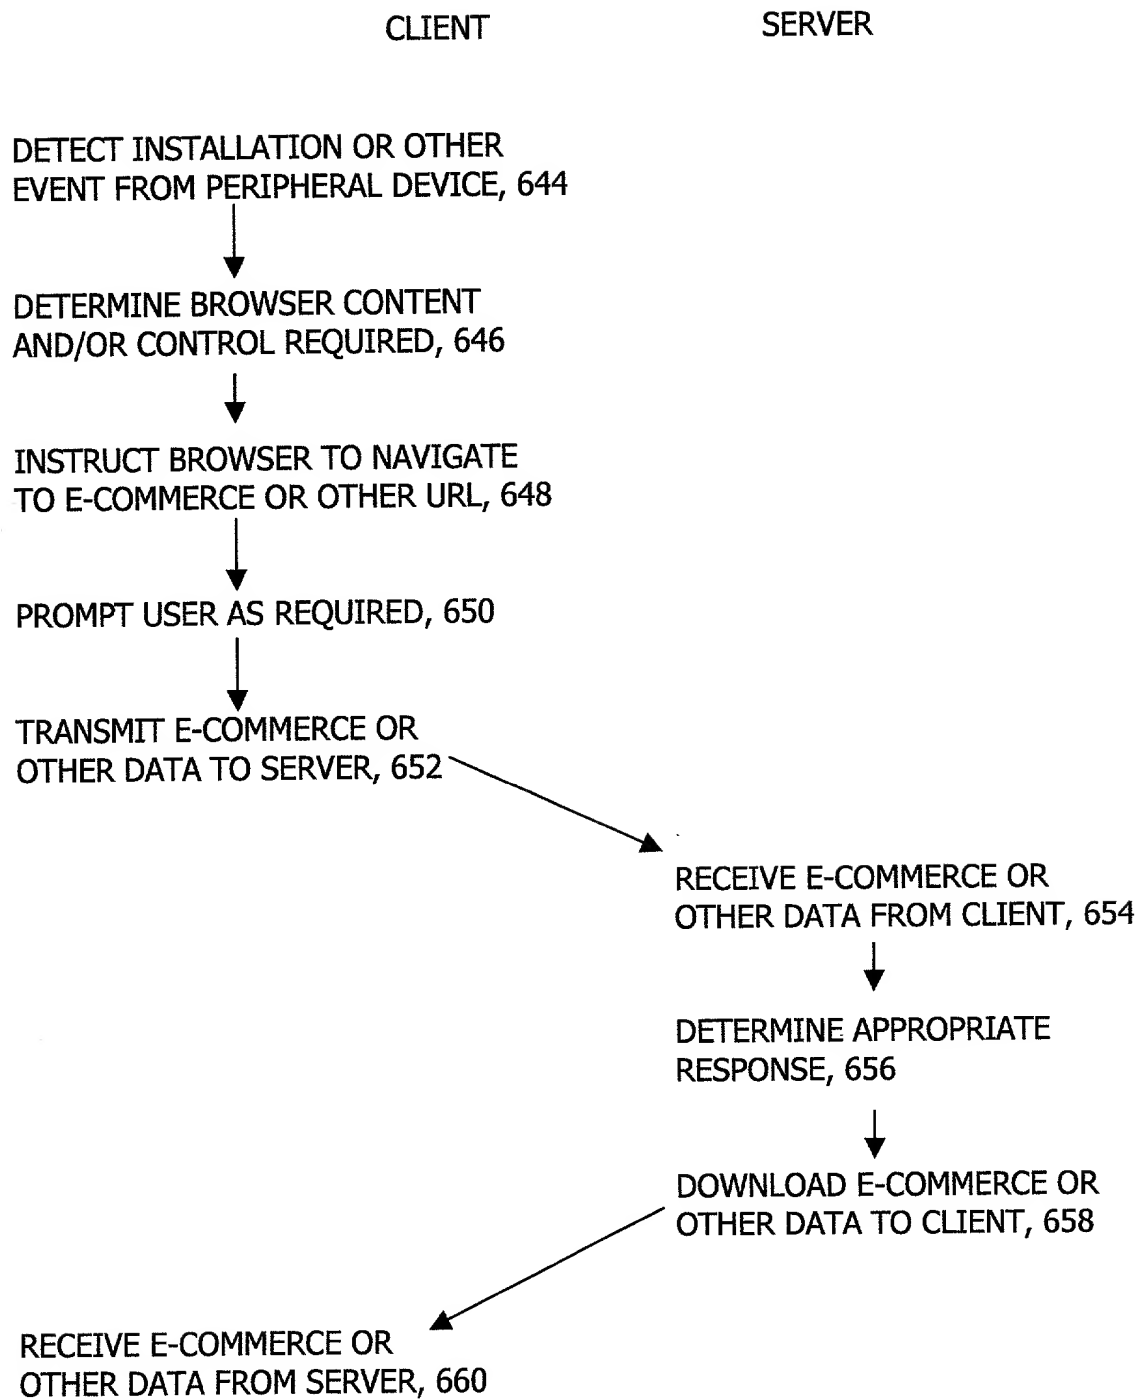 CLIENT SERVER
DETECT INSTALLATION OR OTHER
EVENT FROM PERIPHERAL DEVICE, 644
DETERMINE BROWSER CONTENT
AND/OR CONTROL REQUIRED, 646
INSTRUCT BROWSER TO NAVIGATE
TO E-COMMERCE OR OTHER URL, 648
PROMPT USER AS REQUIRED, 650
TRANSMIT E-COMMERCE OR
OTHER DATA TO SERVER, 652
RECEIVE E-COMMERCE OR
OTHER DATA FROM CLIENT, 654
DETERMINE APPROPRIATE
RESPONSE, 656
DOWNLOAD E-COMMERCE OR
OTHER DATA TO CLIENT, 658
RECEIVE E-COMMERCE OR
OTHER DATA FROM SERVER, 660